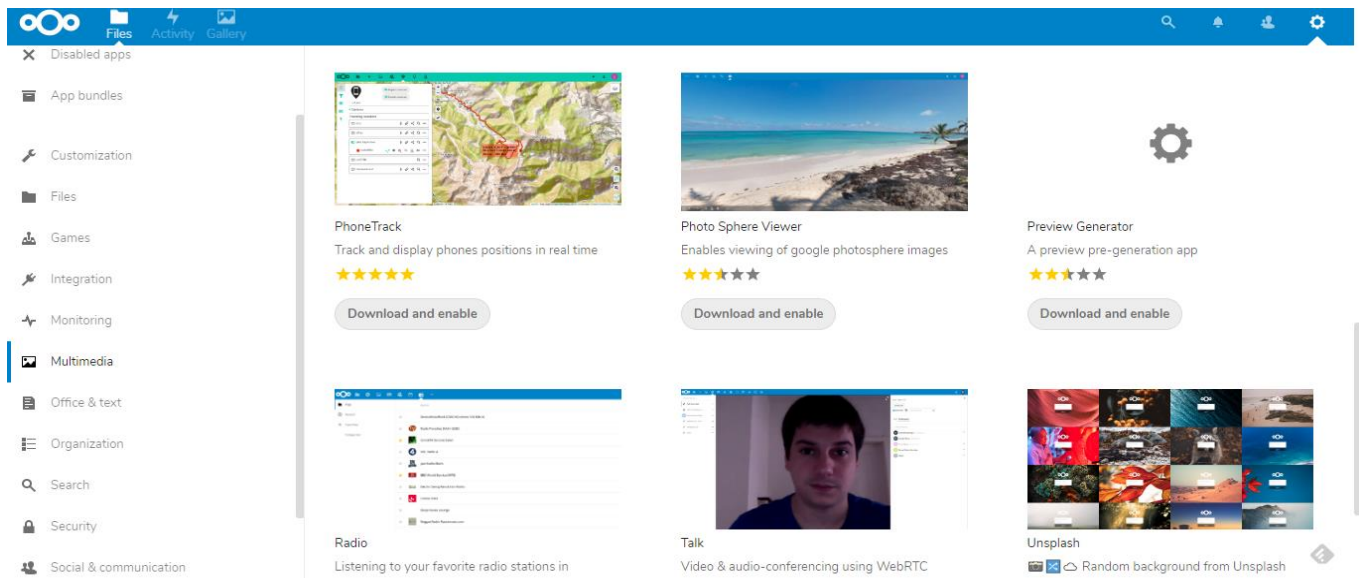 Files
Activity
Gallery
Disabled apps
App bundles
Customization
Files
Games
Integration
Monitoring
Multimedia
Office & text
Organization
Search
Security
Social & communication
PhoneTrack
Track and display phones positions in real time
Download and enable
Photo Sphere Viewer
Enables viewing of google photosphere images
Download and enable
Preview Generator
A preview pre-generation app
Download and enable
Radio
Listening to your favorite radio stations in
Talk
Video & audio-conferencing using WebRTC
Unsplash
Random background from Unsplash